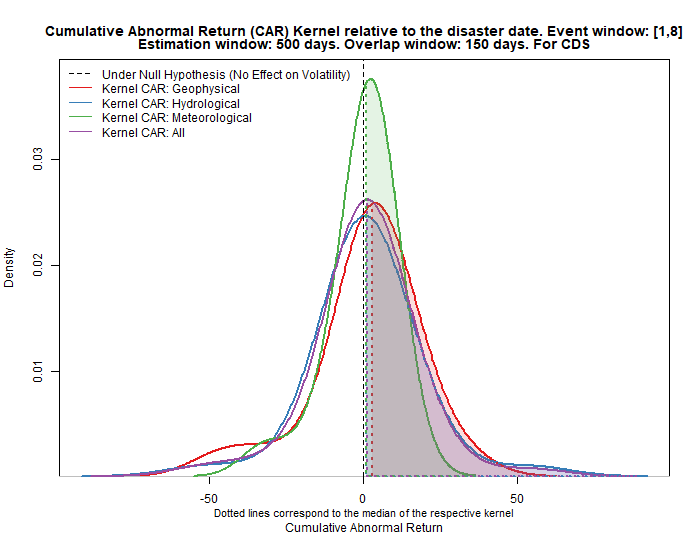 Cumulative Abnormal Return (CAR) Kernel relative to the disaster date. Event window: [1,8]
Estimation window: 500 days. Overlap window: 150 days. For CDS
Under Null Hypothesis (No Effect on Volatility)
Kernel CAR: Geophysical
Kernel CAR: Hydrological
Kernel CAR: Meteorological
Kernel CAR: All
Density
0.03
0.02
0.01
-50
0
50
Dotted lines correspond to the median of the respective kernel
Cumulative Abnormal Return